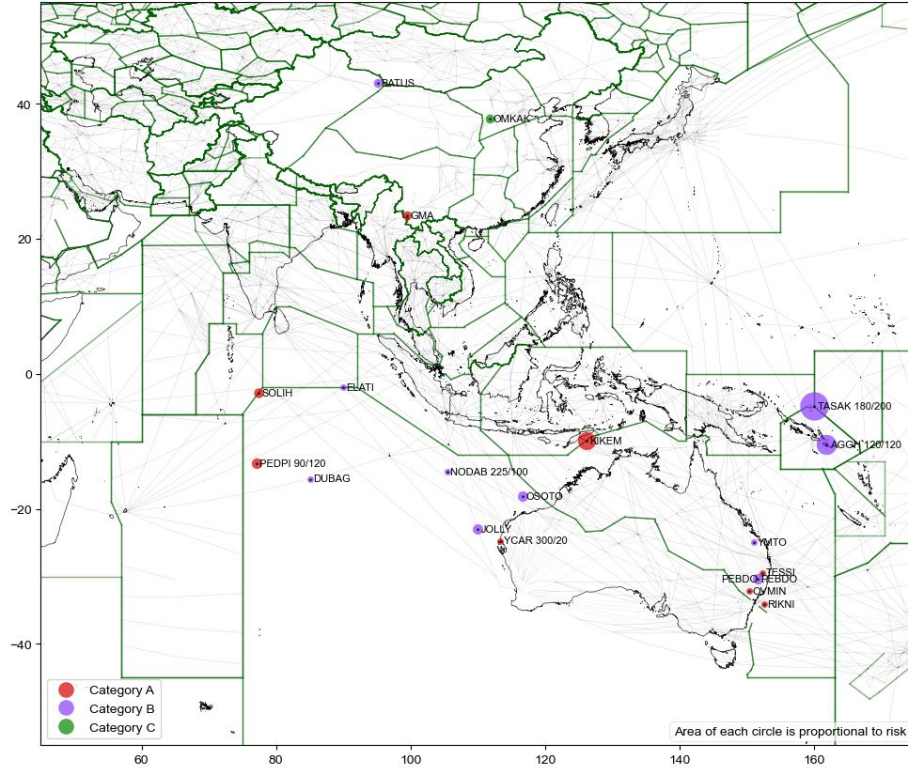 40
20
0
−20
−40
60
80
100
120
140
160
BATUS
OMKAK
GMA
SOLIH
ELATI
TASAK 180/200
KIKEM
AGGH 120/120
PEDPI 90/120
DUBAG
NODAB 225/100
OSOTO
JOLLY
YCAR 300/20
YMTO
TESSI
PEBDO PEBDO
RIKNI
Category A
Category B
Category C
Area of each circle is proportional to risk